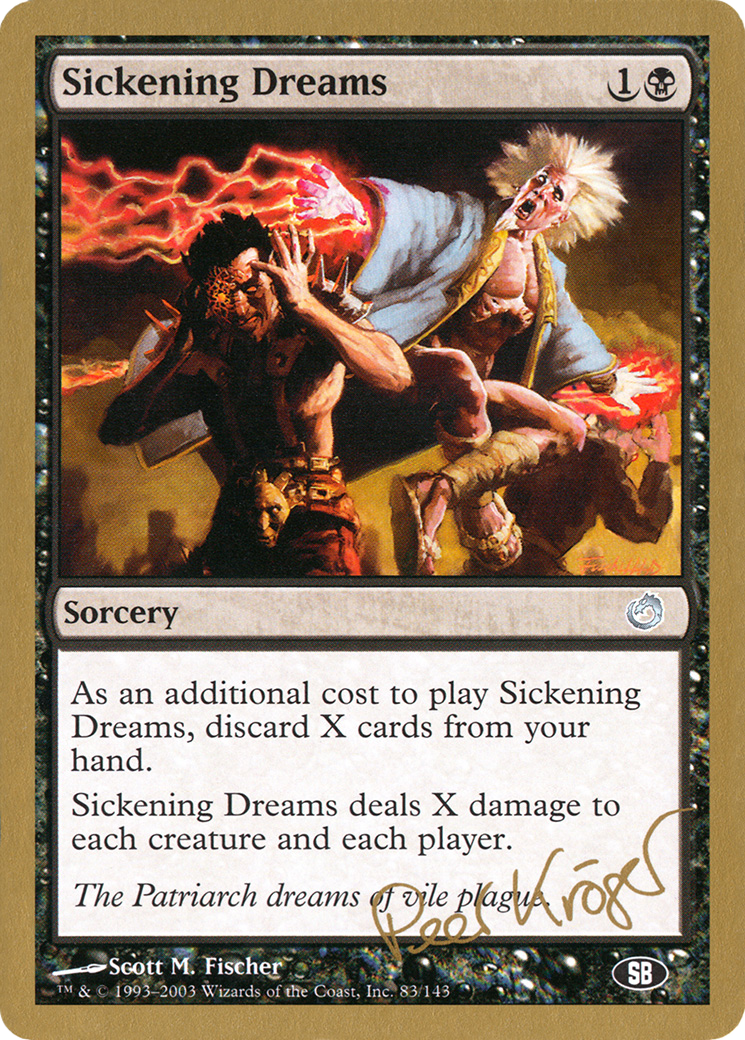 Sickening Dreams 1
Sorcery
As an additional cost to play Sickening
Dreams, discard X cards from your
hand.
Sickening Dreams deals X damage to
each creature and each player.
The Patriarch dreams of vile plague.
Peer Kröger
Scott M. Fischer
SB
™ & © 1993–2003 Wizards of the Coast, Inc. 83/143